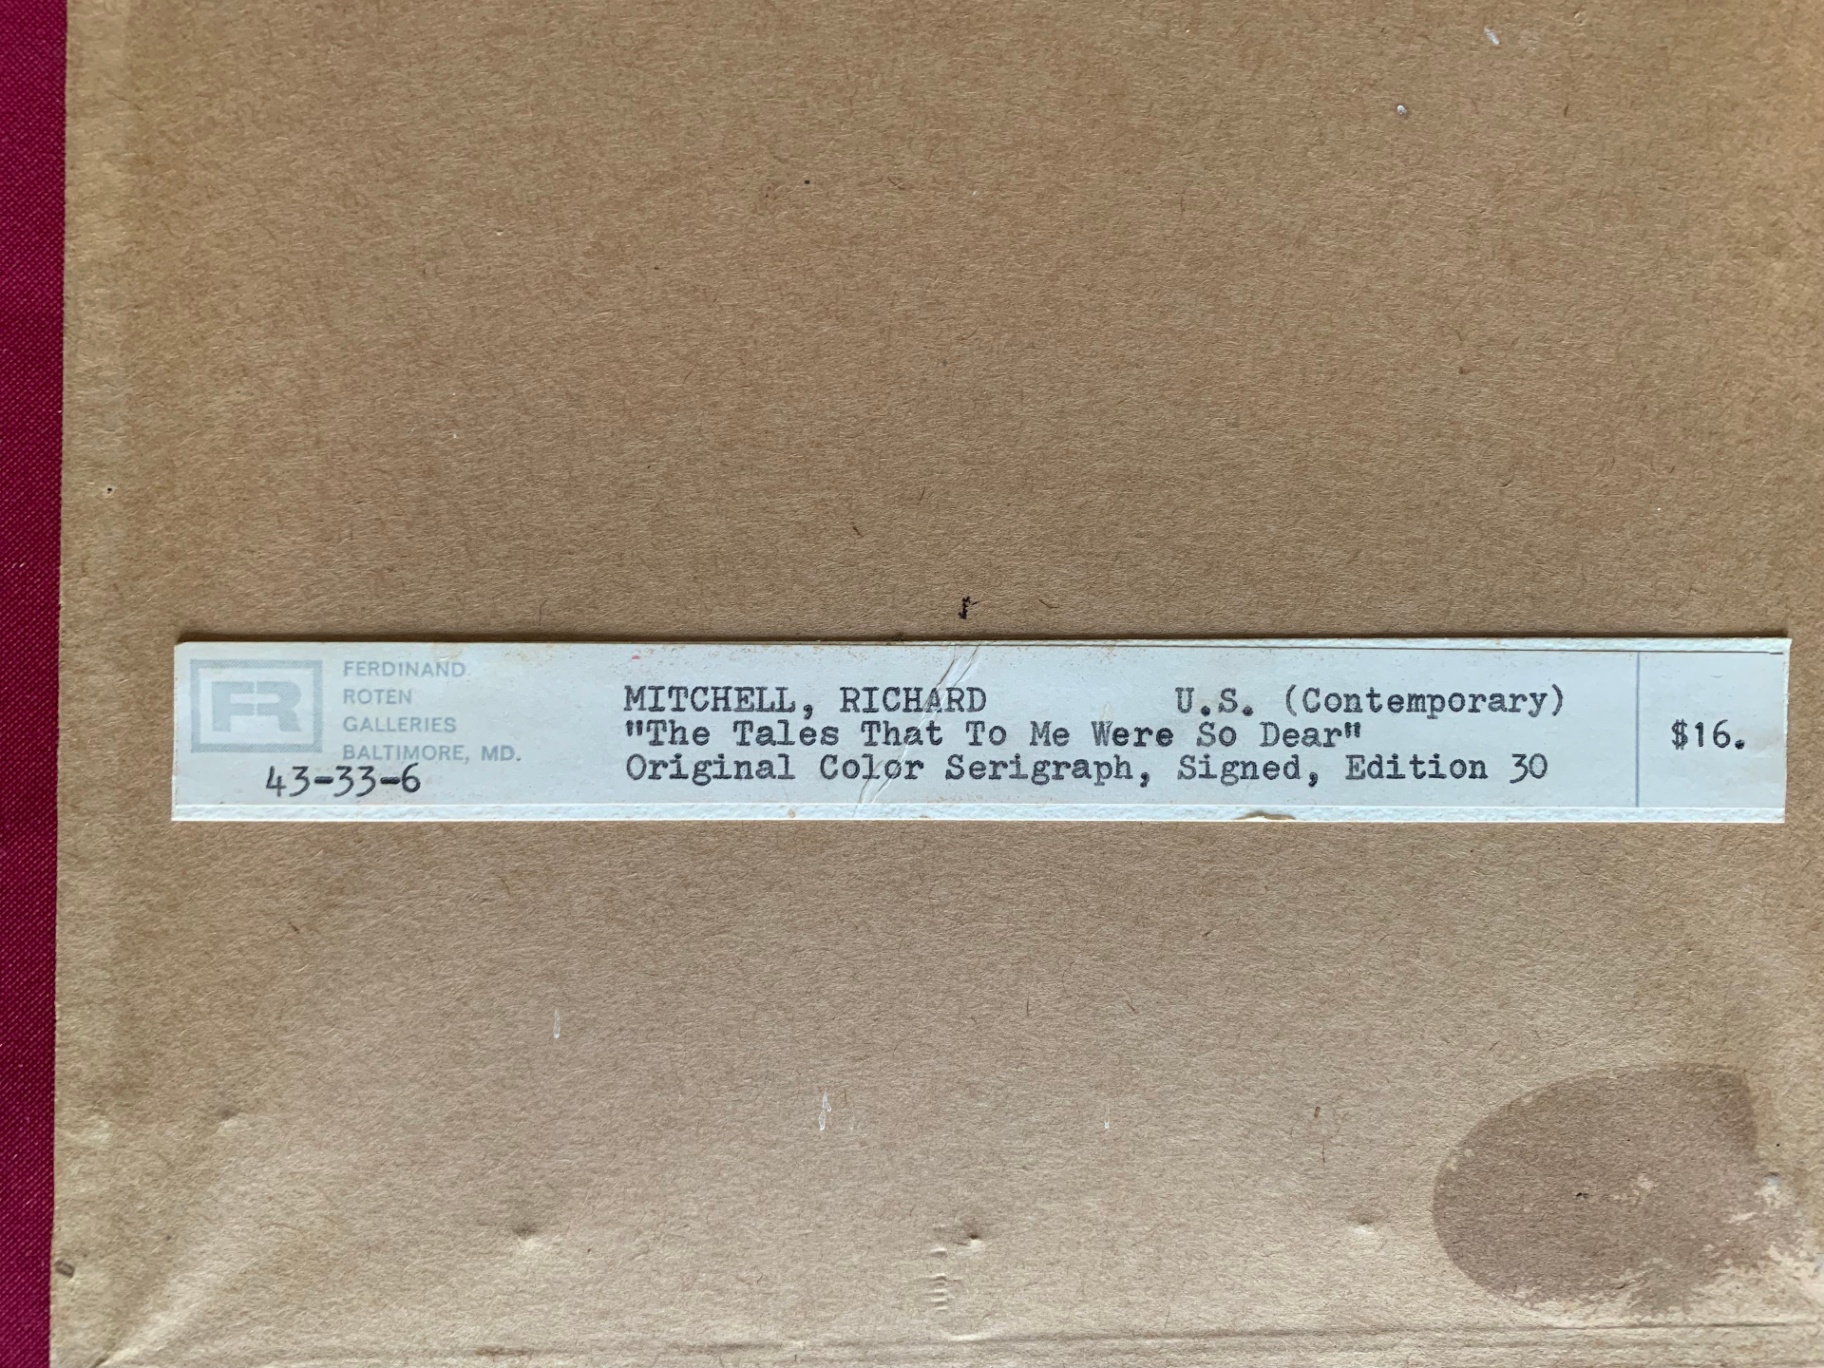 FR
FERDINAND
ROTEN
GALLERIES
BALTIMORE, MD.
43-33-6
MITCHELL, RICHARD U.S. (Contemporary)
"The Tales That To Me Were So Dear"
Original Color Serigraph, Signed, Edition 30
$16.